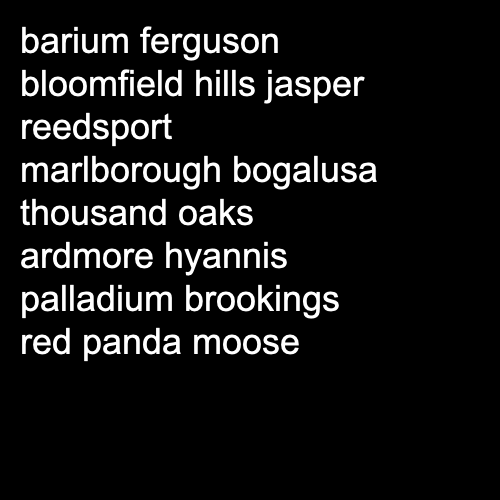 barium ferguson
bloomfield hills jasper
reedsport
marlborough bogalusa
thousand oaks
ardmore hyannis
palladium brookings
red panda moose